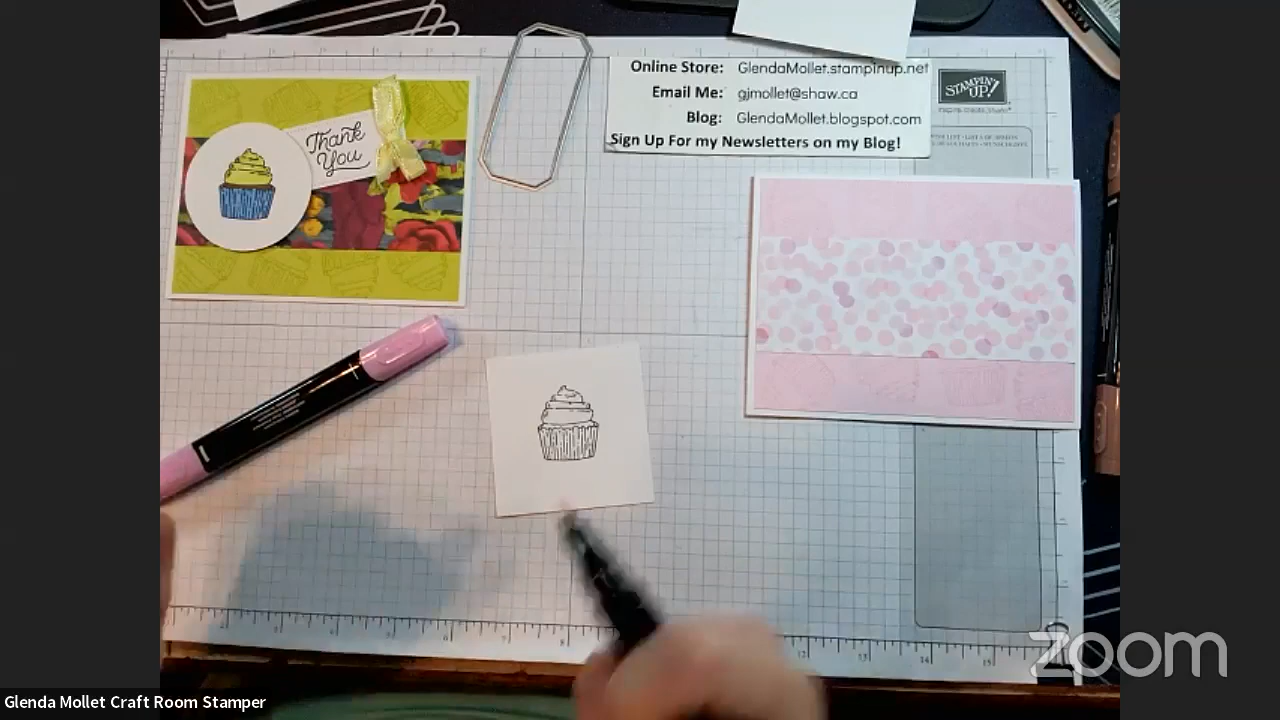 Online Store: GlendaMollet.stampinup.net
Email Me: gjmollet@shaw.ca
Blog: GlendaMollet.blogspot.com
Sign Up For my Newsletters on my Blog!
STAMPIN' UP!
Thank
You
zoom
Glenda Mollet Craft Room Stamper